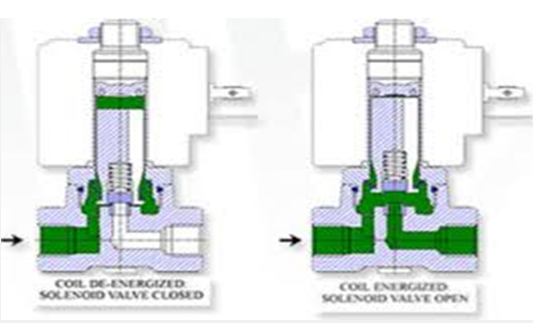 COIL DE-ENERGIZED:
SOLENOID VALVE CLOSED
COIL ENERGIZED:
SOLENOID VALVE OPEN